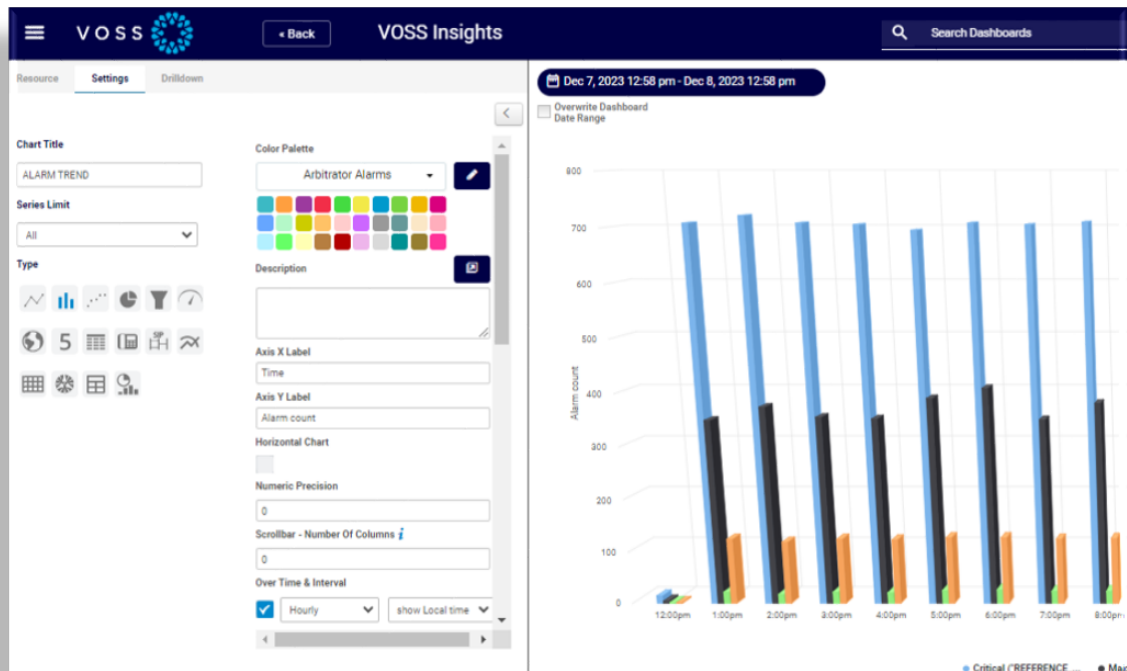 VOSS
« Back
VOSS Insights
Search Dashboards
Resource
Settings
Drilldown
Chart Title
ALARM TREND
Series Limit
All
Type
5
SIP
Color Palette
Arbitrator Alarms
Description
Axis X Label
Time
Axis Y Label
Alarm count
Horizontal Chart
Numeric Precision
0
Scrollbar - Number Of Columns i
0
Over Time & Interval
Hourly
show Local time
Dec 7, 2023 12:58 pm - Dec 8, 2023 12:58 pm
Overwrite Dashboard
Date Range
800
700
600
500
400
300
200
100
0
Alarm count
12:00pm
1:00pm
2:00pm
3:00pm
4:00pm
5:00pm
6:00pm
7:00pm
8:00pm
Critical ("REFERENCE ...